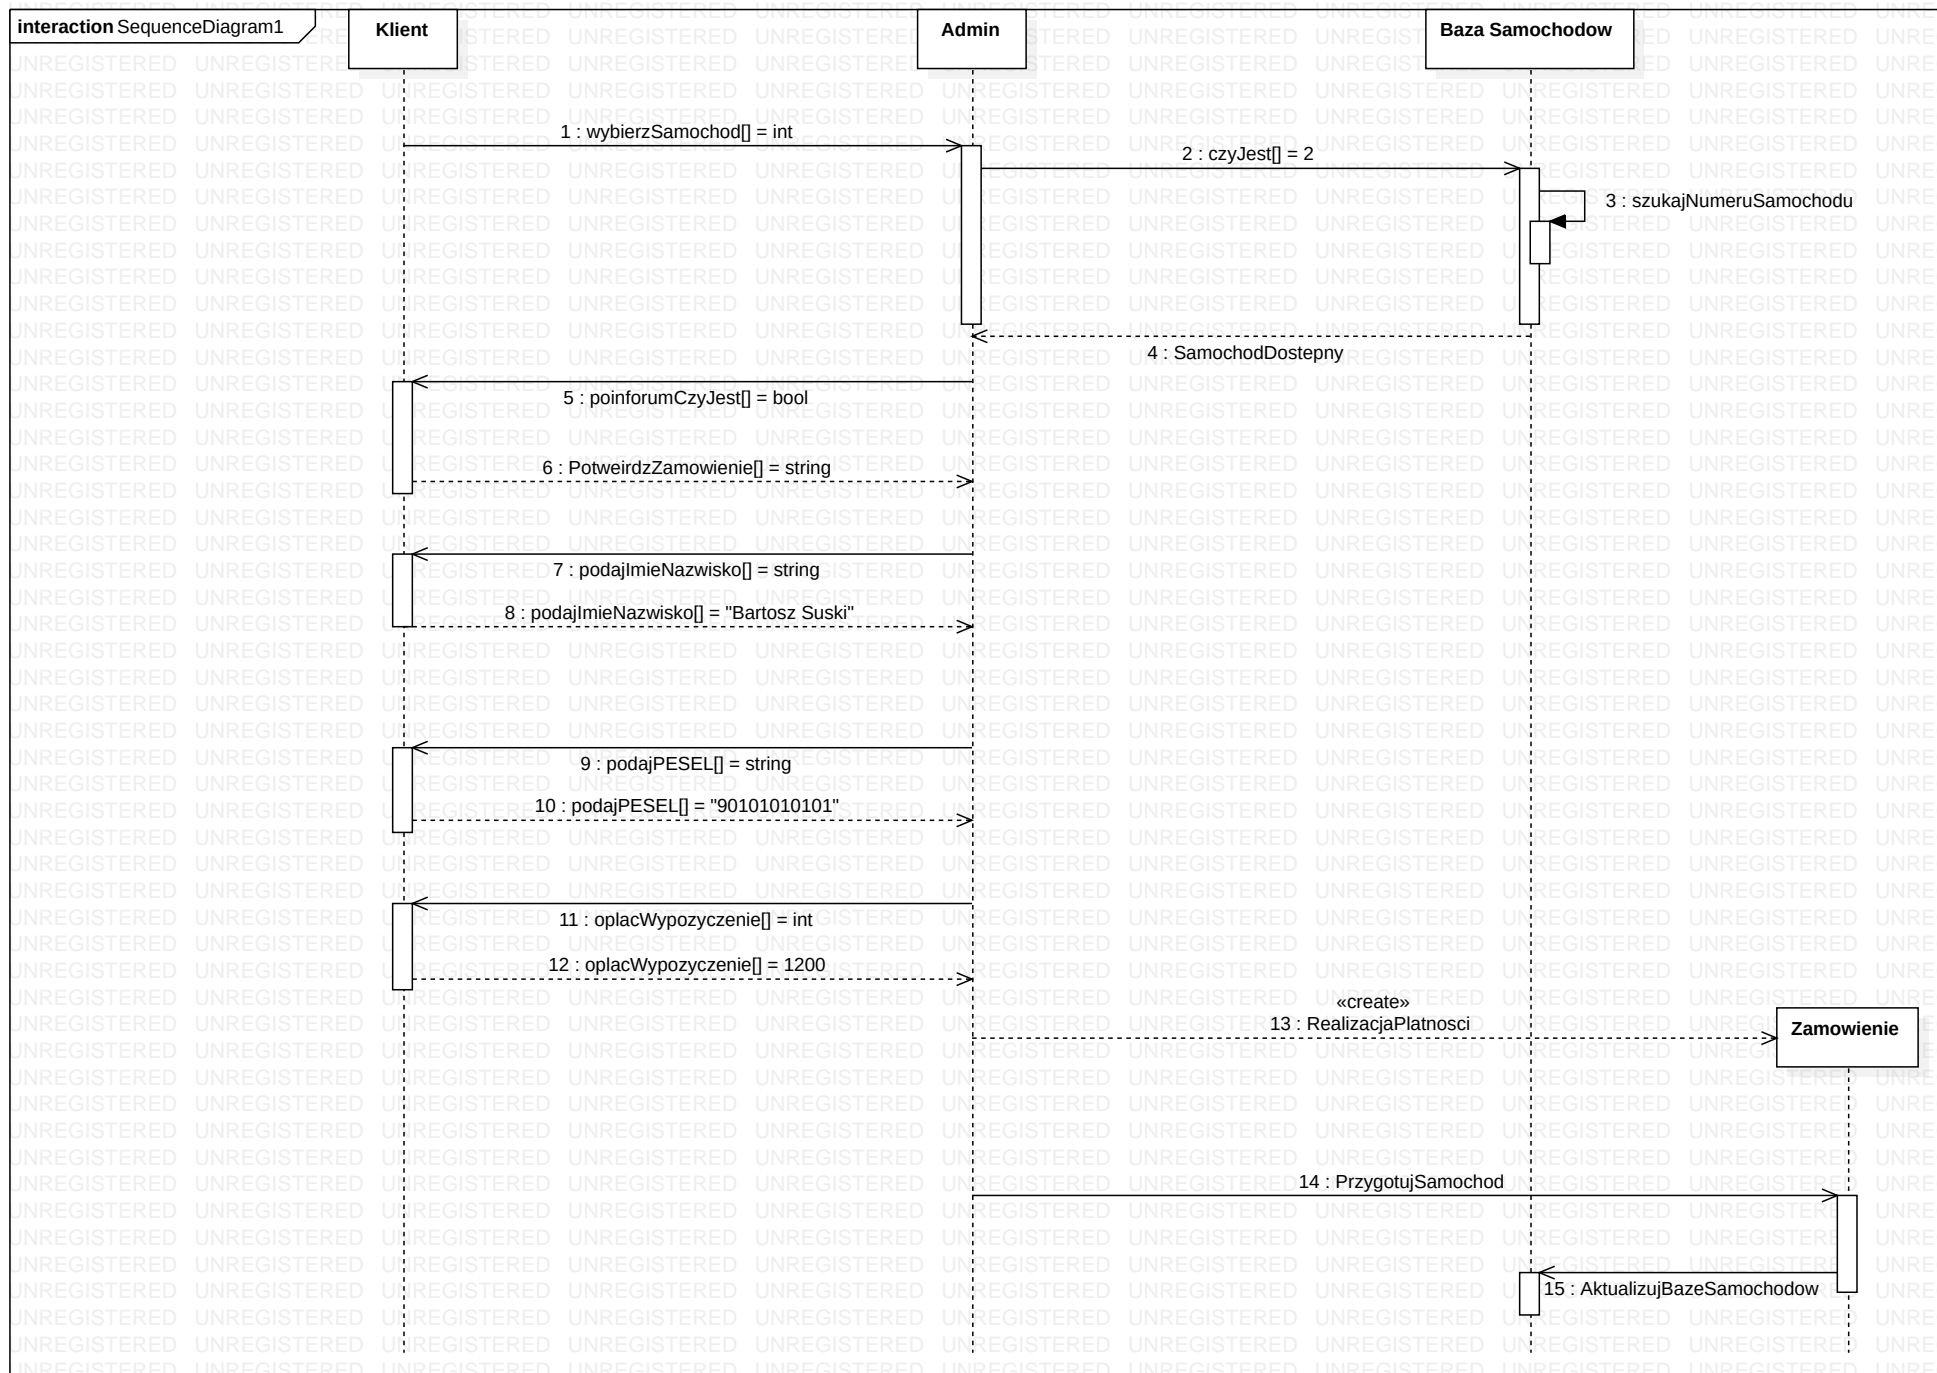 interaction SequenceDiagram1
Klient
Admin
Baza Samochodow
1 : wybierzSamochod[] = int
2 : czyJest[] = 2
3 : szukajNumeruSamochodu
4 : SamochodDostepny
5 : poinforumCzyJest[] = bool
6 : PotweirdzZamowienie[] = string
7 : podajImieNazwisko[] = string
8 : podajImieNazwisko[] = "Bartosz Suski"
9 : podajPESEL[] = string
10 : podajPESEL[] = "90101010101"
11 : oplacWypozyczenie[] = int
12 : oplacWypozyczenie[] = 1200
«create»
13 : RealizacjaPlatnosci
Zamowienie
14 : PrzygotujSamochod
15 : AktualizujBazeSamochodow
UNREGISTERED